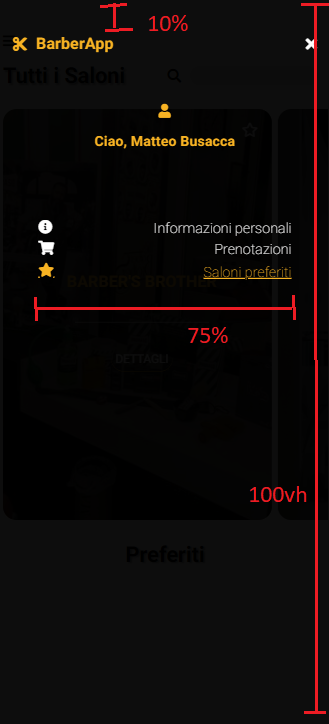 10%
BarberApp
Tutti i Saloni
Ciao, Matteo Busacca
Informazioni personali
Prenotazioni
Saloni preferiti
BARBER'S BROTHER
75%
DETTAGLI
100vh
Preferiti